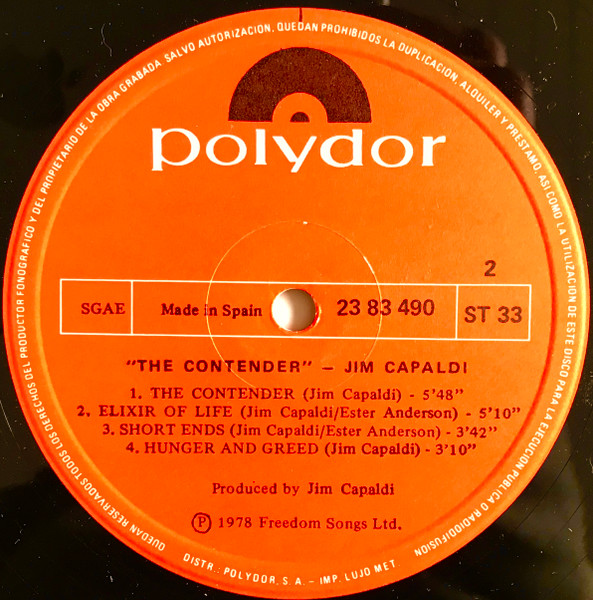 QUEDAN RESERVADOS TODOS LOS DERECHOS DEL PRODUCTOR FONOGRAFICO Y DEL PROPIETARIO DE LA OBRA GRABADA. SALVO AUTORIZACION, QUEDAN PROHIBIDOS LA DUPLICACION, ALQUILER Y PRESTAMO, ASI COMO LA UTILIZACION DE ESTE DISCO PARA LA EJECUCION PUBLICA O RADIODIFUSION
polydor
2
SGAE Made in Spain 23 83 490 ST 33
"THE CONTENDER" – JIM CAPALDI
1. THE CONTENDER (Jim Capaldi) - 5'48"
2, ELIXIR OF LIFE (Jim Capaldi/Ester Anderson) - 5'10"
3. SHORT ENDS (Jim Capaldi/Ester Anderson) - 3'42"
4. HUNGER AND GREED (Jim Capaldi) - 3'10"
Produced by Jim Capaldi
Ⓟ 1978 Freedom Songs Ltd.
DISTR.: POLYDOR, S. A. – IMP. LUJO MET.